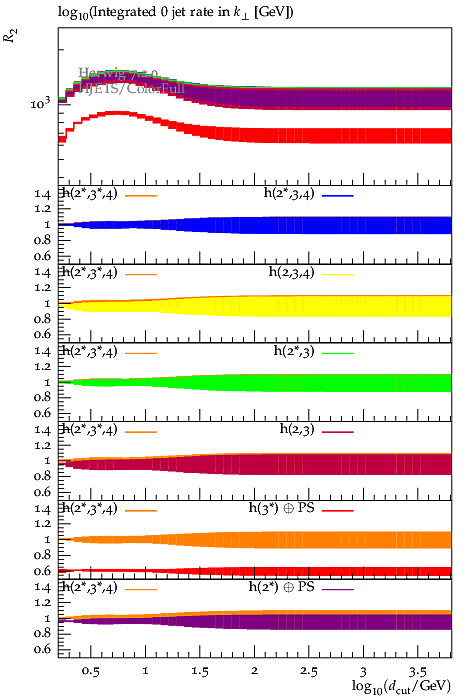 log10(Integrated 0 jet rate in k⊥ [GeV])
R2
Herwig 7.2.0
HJETS/ColorFull
10^3
1.4
h(2*,3*,4) h(2*,3,4)
1.2
1
0.8
0.6
1.4
h(2*,3*,4) h(2,3,4)
1.2
1
0.8
0.6
1.4
h(2*,3*,4) h(2*,3)
1.2
1
0.8
0.6
1.4
h(2*,3*,4) h(2,3)
1.2
1
0.8
0.6
1.4
h(2*,3*,4) h(3*) ⊕ PS
1.2
1
0.8
0.6
1.4
h(2*,3*,4) h(2*) ⊕ PS
1.2
1
0.8
0.6
0.5 1 1.5 2 2.5 3 3.5
log10(dcut/GeV)